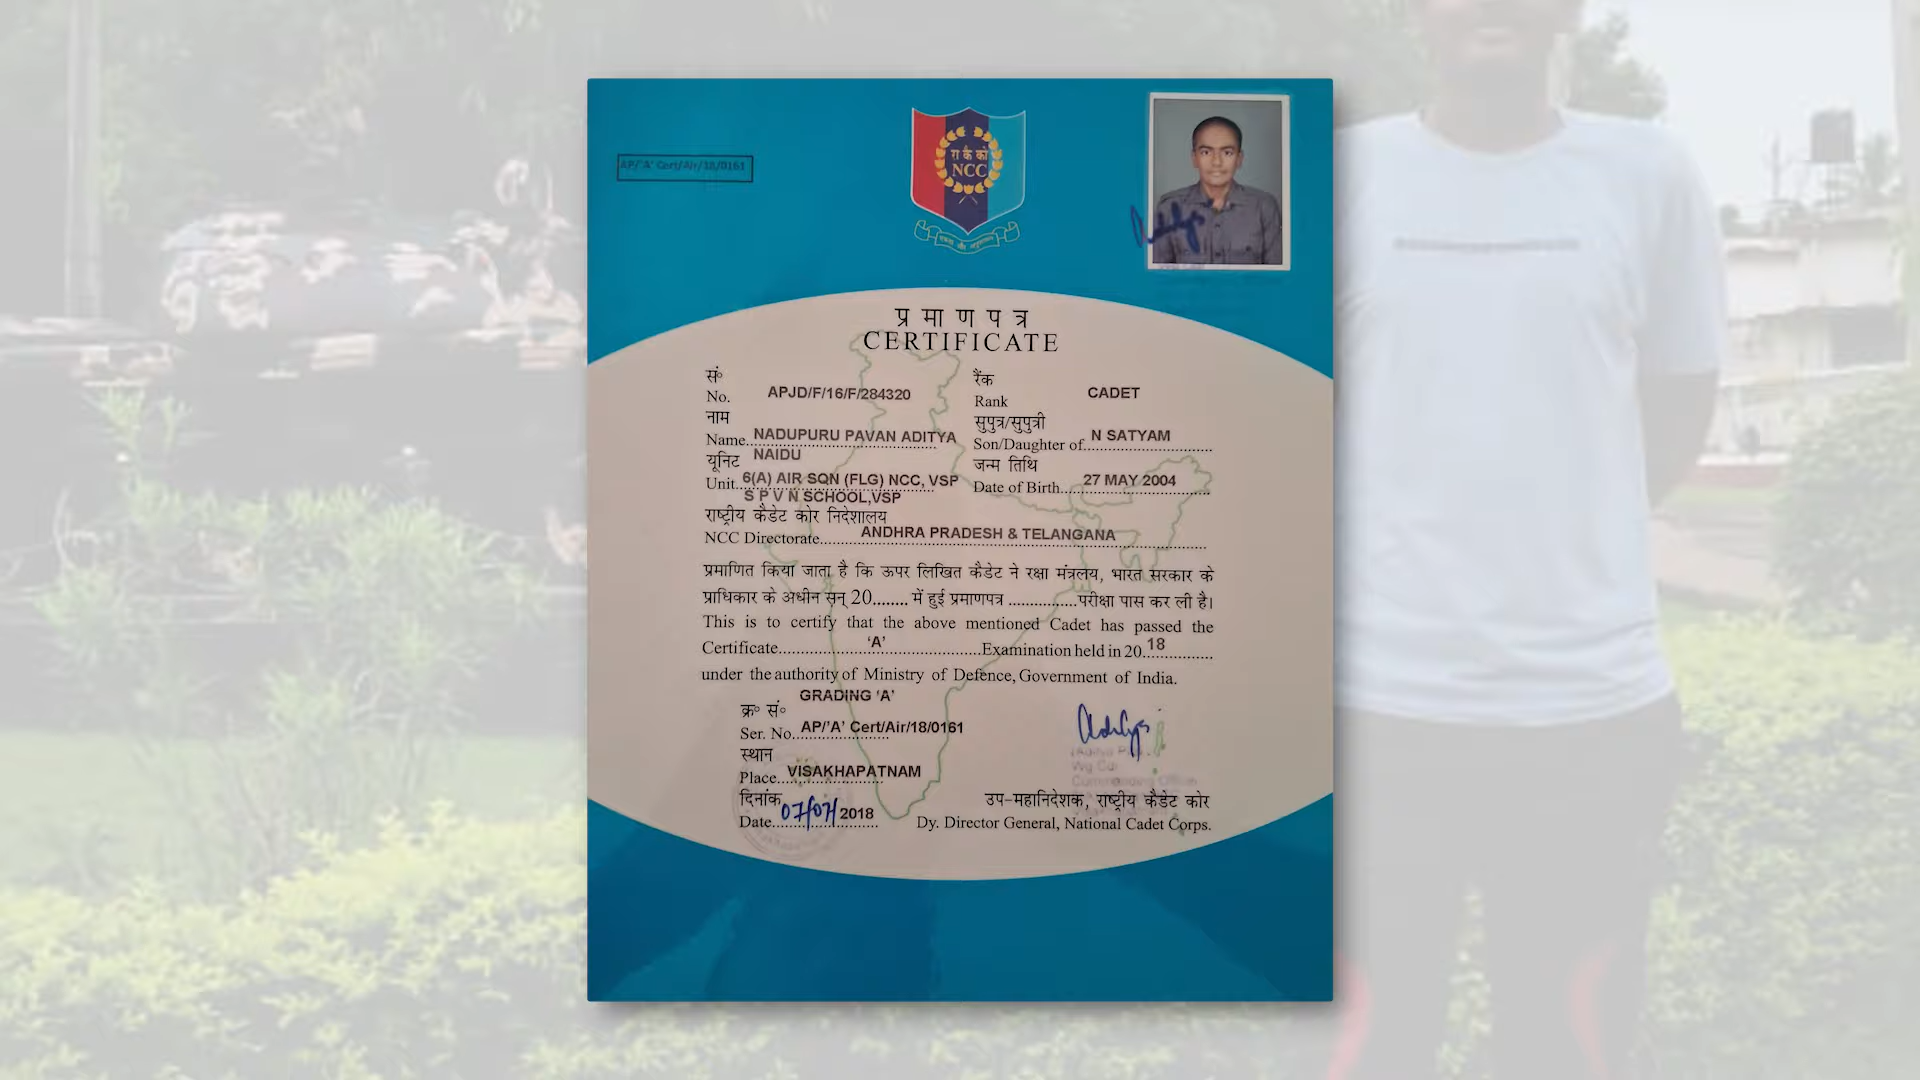 AP/'A' Cert/Air/18/0161
रा कै को
NCC
प्रमाणपत्र
CERTIFICATE
सं॰
No. APJD/F/16/F/284320
रैंक
Rank CADET
नाम
Name..NADUPURU PAVAN ADITYA
NAIDU
सुपुत्र/सुपुत्री
Son/Daughter of..N SATYAM
यूनिट
Unit..6(A) AIR SQN (FLG) NCC, VSP
S P V N SCHOOL,VSP
जन्म तिथि
Date of Birth....27 MAY 2004
राष्ट्रीय कैडेट कोर निदेशालय
NCC Directorate.......ANDHRA PRADESH & TELANGANA
प्रमाणित किया जाता है कि ऊपर लिखित कैडेट ने रक्षा मंत्रलय, भारत सरकार के
प्राधिकार के अधीन सन् 20........ में हुई प्रमाणपत्र ................परीक्षा पास कर ली है।
This is to certify that the above mentioned Cadet has passed the
Certificate.....................'A'......................Examination held in 20..18..............
under the authority of Ministry of Defence, Government of India.
GRADING 'A'
क्र॰ सं॰
Ser. No..AP/'A' Cert/Air/18/0161
स्थान
Place..VISAKHAPATNAM
दिनांक
Date..07/07/2018
Wg Cdr
उप-महानिदेशक, राष्ट्रीय कैडेट कोर
Dy. Director General, National Cadet Corps.